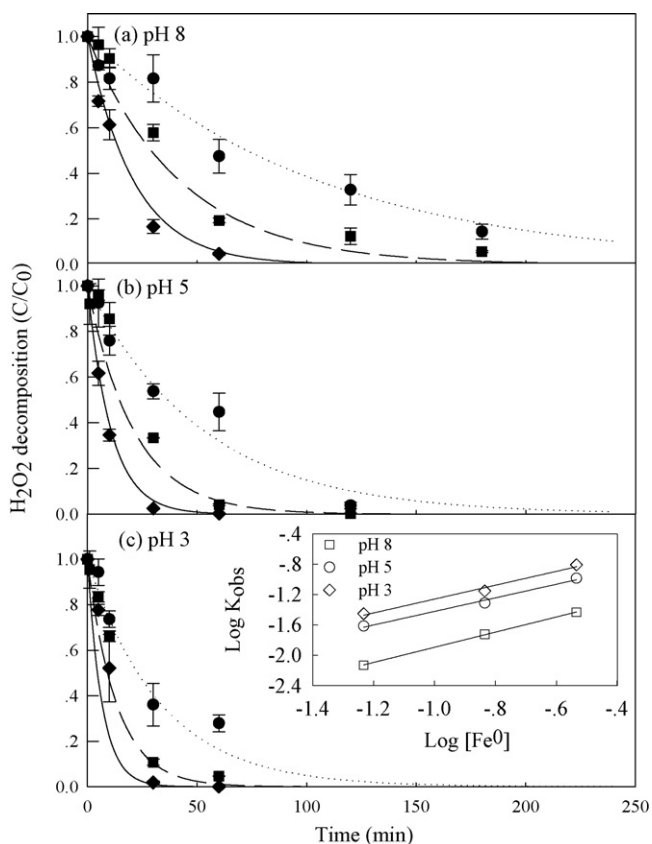 H2O2 decomposition (C/C0)
(a) pH 8
1.0
.8
.6
.4
.2
0.0
(b) pH 5
1.0
.8
.6
.4
.2
0.0
(c) pH 3
1.0
.8
.6
.4
.2
0.0
0 50 100 150 200 250
Time (min)
Log Kobs
-.4
-.8
-1.2
-1.6
-2.0
-2.4
pH 8
pH 5
pH 3
-1.4 -1.2 -1.0 -.8 -.6 -.4
Log [Fe0]